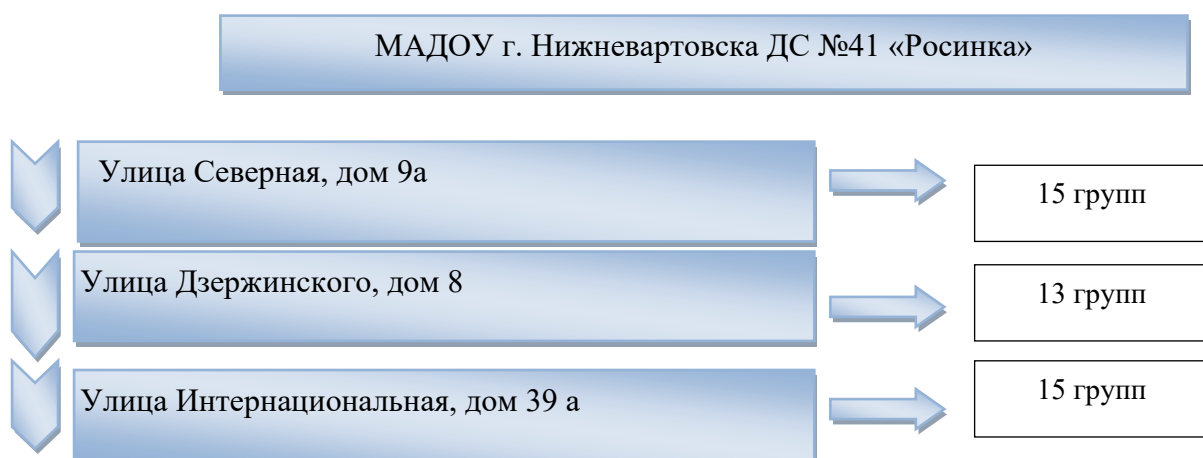 МАДОУ г. Нижневартовска ДС №41 «Росинка»
Улица Северная, дом 9а
15 групп
Улица Дзержинского, дом 8
13 групп
Улица Интернациональная, дом 39 а
15 групп